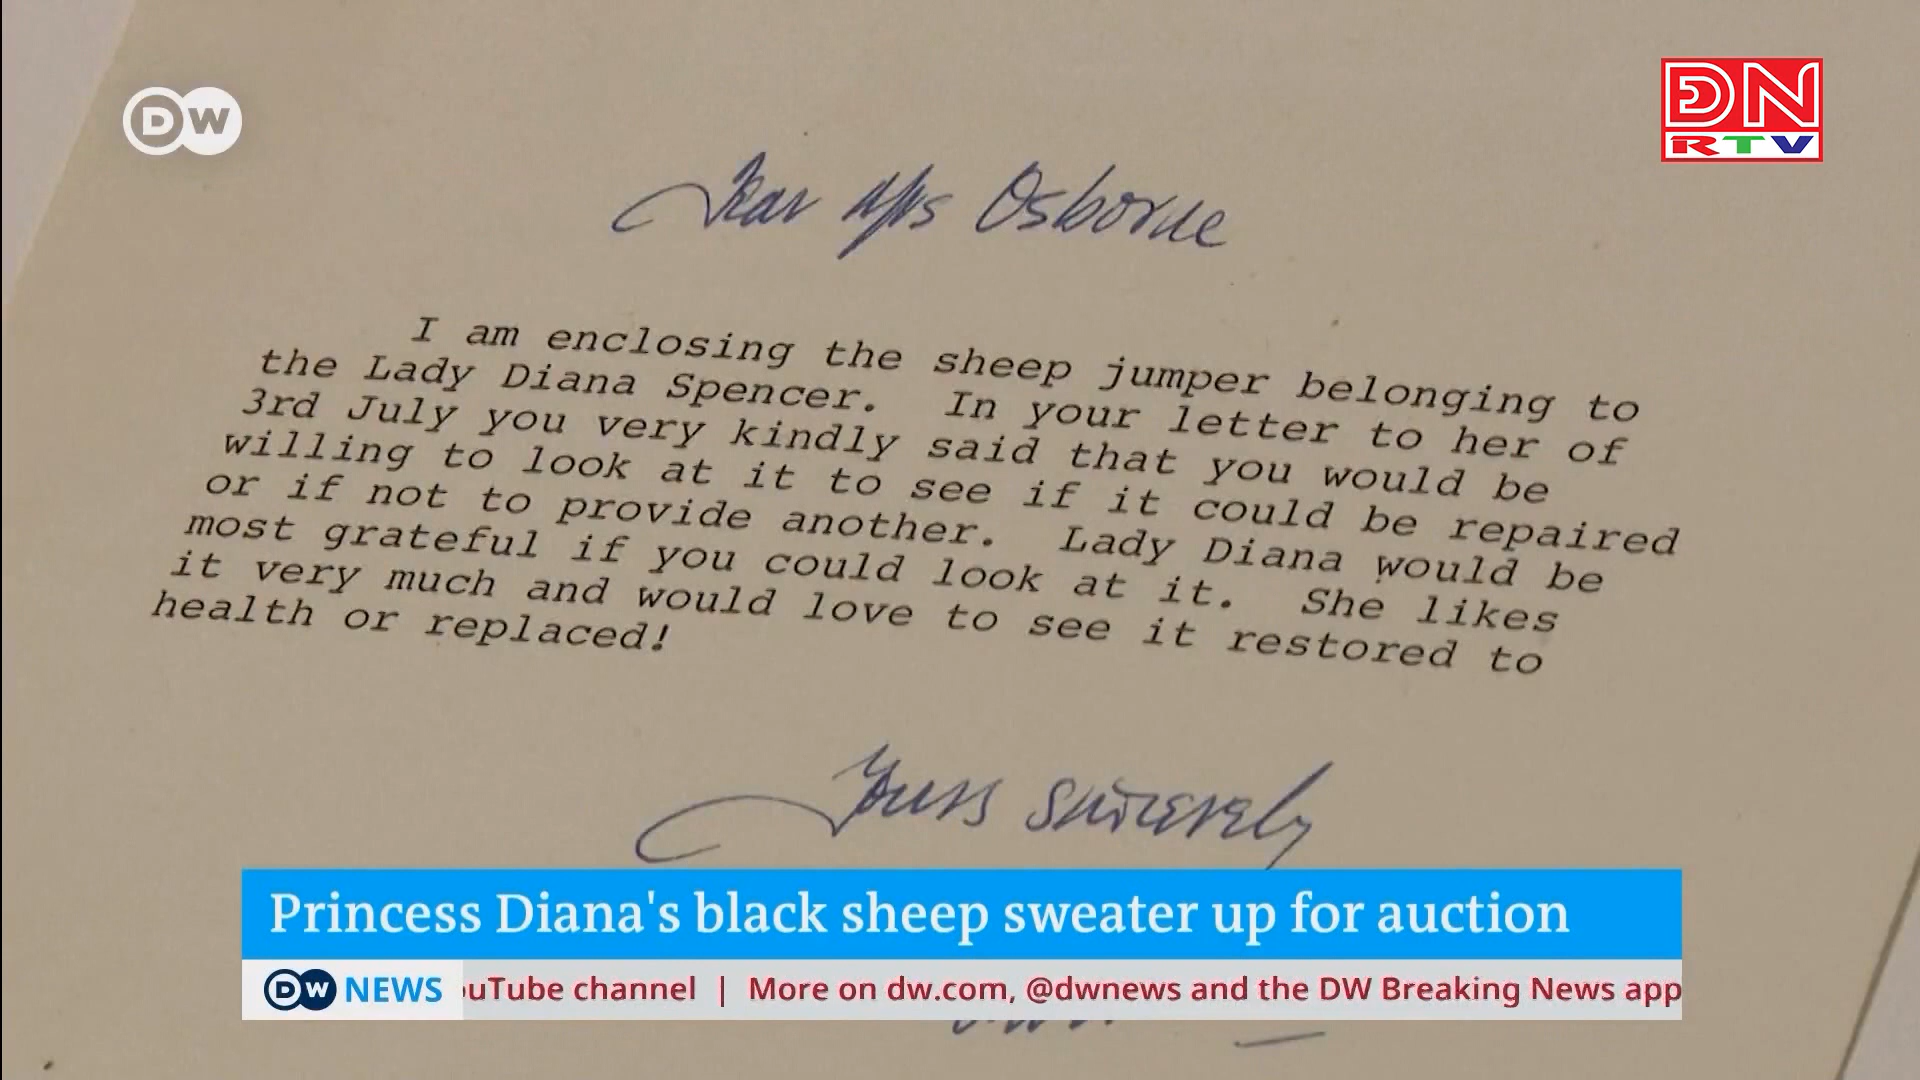 DW
DN
RTV
Dear Mrs Osborne
I am enclosing the sheep jumper belonging to
the Lady Diana Spencer. In your letter to her of
3rd July you very kindly said that you would be
willing to look at it to see if it could be repaired
or if not to provide another. Lady Diana would be
most grateful if you could look at it. She likes
it very much and would love to see it restored to
health or replaced!
Yours sincerely
Princess Diana's black sheep sweater up for auction
DW NEWS ouTube channel | More on dw.com, @dwnews and the DW Breaking News app